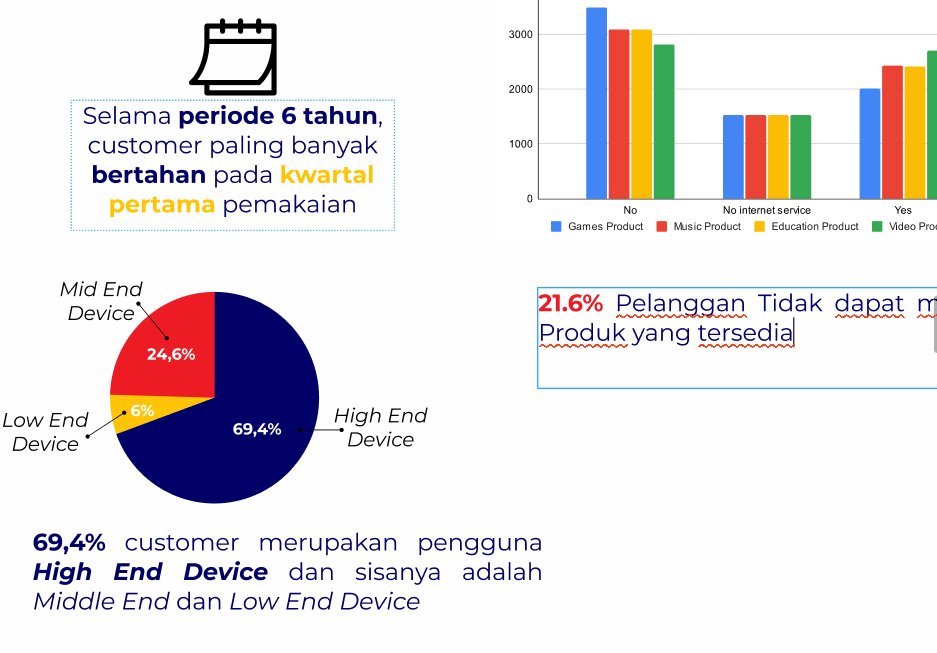 Selama periode 6 tahun,
customer paling banyak
bertahan pada kwartal
pertama pemakaian
3000
2000
1000
0
No
No internet service
Yes
Games Product
Music Product
Education Product
Video
Mid End
Device
24,6%
Low End
Device
6%
69,4%
High End
Device
21.6% Pelanggan Tidak dapat
Produk yang tersedia
69,4% customer merupakan pengguna
High End Device dan sisanya adalah
Middle End dan Low End Device